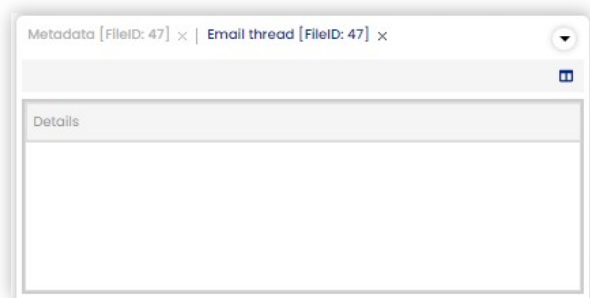 Metadata [FileID: 47] × | Email thread [FileID: 47] ×
Details